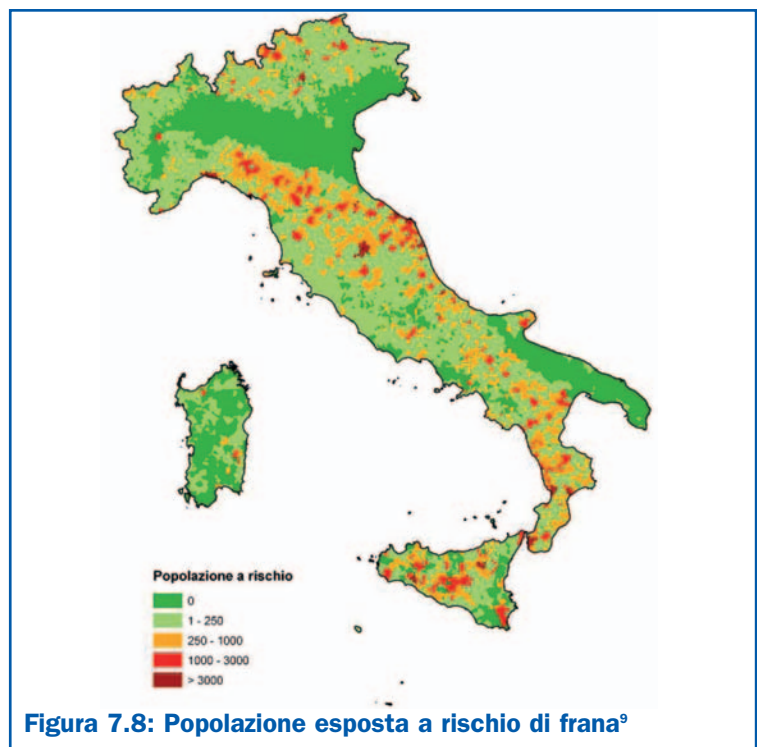 Popolazione a rischio
0
1 - 250
250 - 1000
1000 - 3000
> 3000
Figura 7.8: Popolazione esposta a rischio di frana⁹